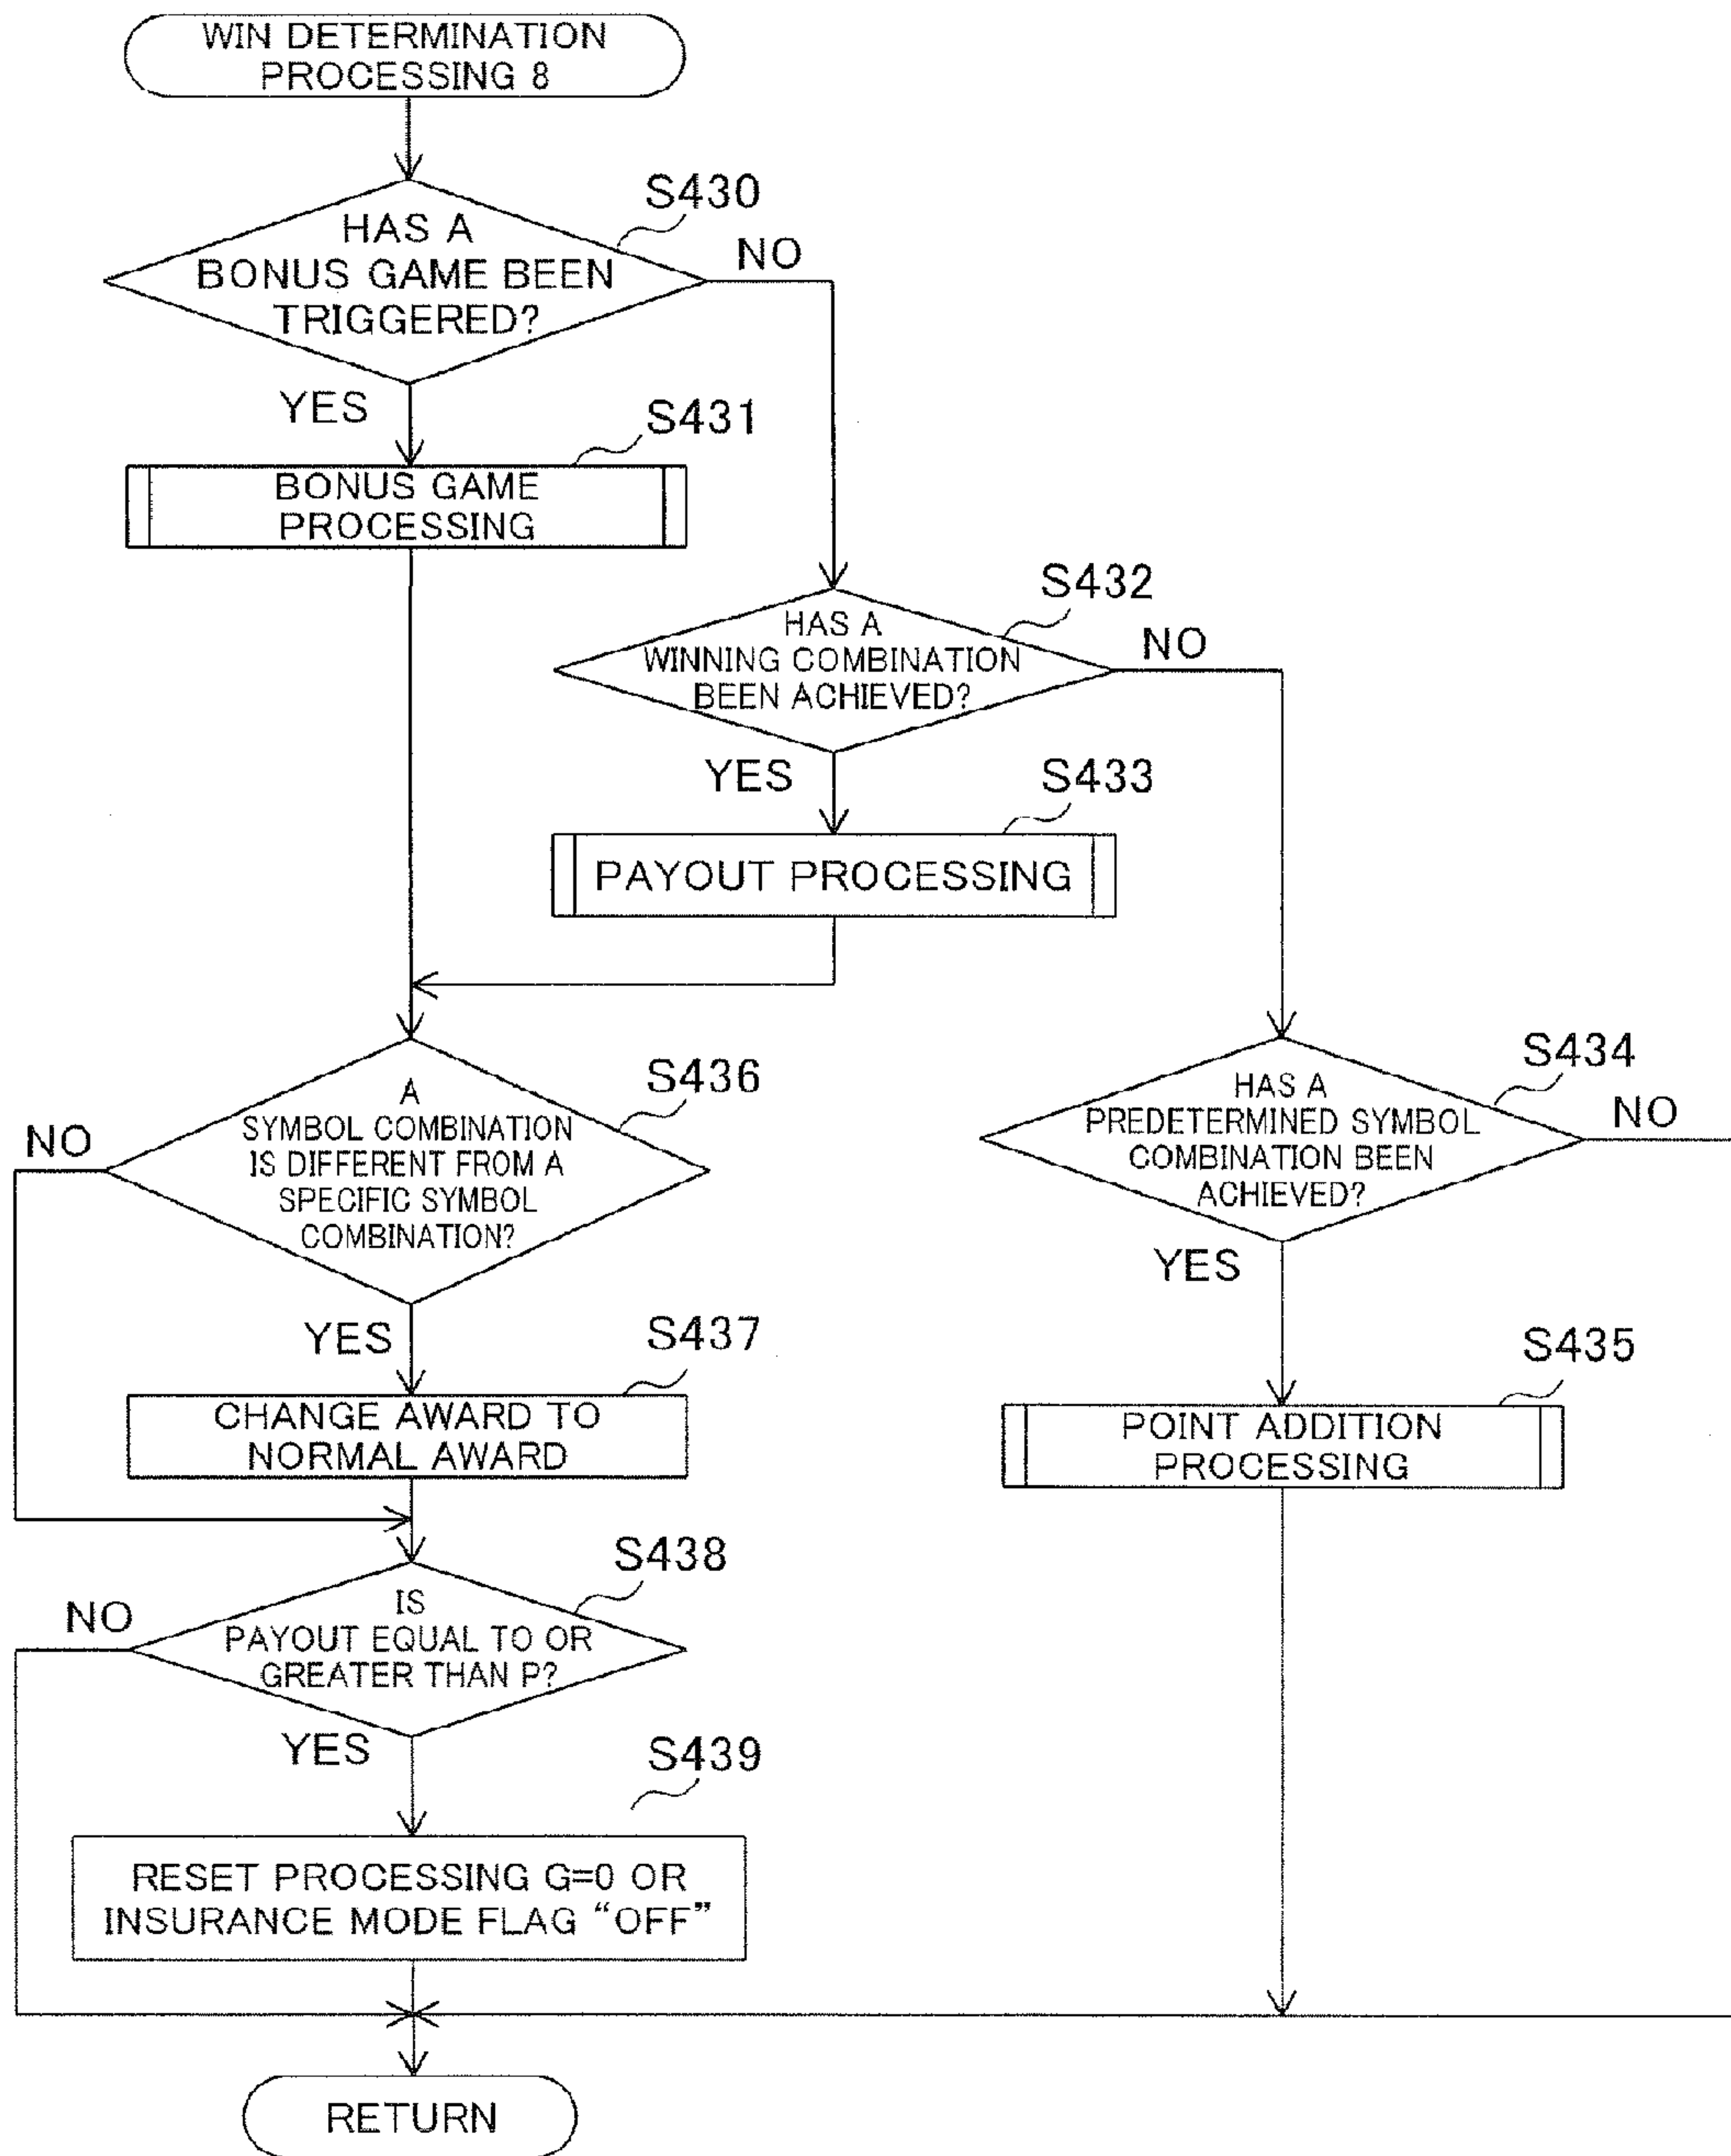 WIN DETERMINATION
PROCESSING 8
S430
HAS A
BONUS GAME BEEN
TRIGGERED?
NO
YES
S431
BONUS GAME
PROCESSING
S432
HAS A
WINNING COMBINATION
BEEN ACHIEVED?
NO
YES
S433
PAYOUT PROCESSING
S436
A
SYMBOL COMBINATION
IS DIFFERENT FROM A
SPECIFIC SYMBOL
COMBINATION?
NO
YES
S434
HAS A
PREDETERMINED SYMBOL
COMBINATION BEEN
ACHIEVED?
NO
YES
S437
CHANGE AWARD TO
NORMAL AWARD
S435
POINT ADDITION
PROCESSING
S438
IS
PAYOUT EQUAL TO OR
GREATER THAN P?
NO
YES
S439
RESET PROCESSING G=0 OR
INSURANCE MODE FLAG “OFF”
RETURN